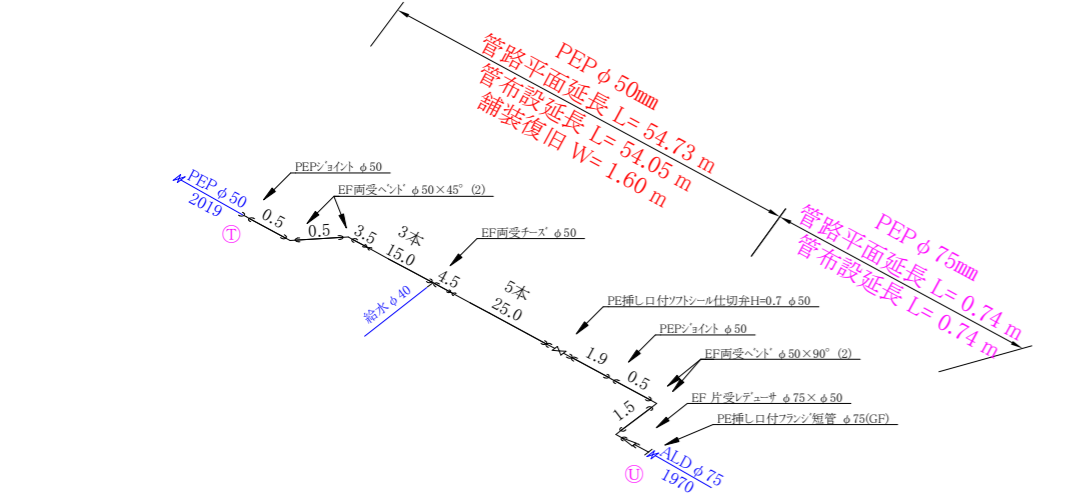 PEPφ50㎜
管路平面延長 L= 54.73 m
管布設延長 L= 54.05 m
舗装復旧 W= 1.60 m
PEPφ75㎜
管路平面延長 L= 0.74 m
管布設延長 L= 0.74 m
PEPφ50
2019
Ⓣ
PEPジョイント φ50
0.5
EF両受ベンド φ50×45° (2)
0.5
3.5
3本
15.0
EF両受チーズ φ50
4.5
給水φ40
5本
25.0
PE挿し口付ソフトシール仕切弁H=0.7 φ50
1.9
PEPジョイント φ50
0.5
EF両受ベンド φ50×90° (2)
1.5
EF 片受レデューサ φ75×φ50
PE挿し口付フランジ短管 φ75(GF)
Ⓤ
ALDφ75
1970